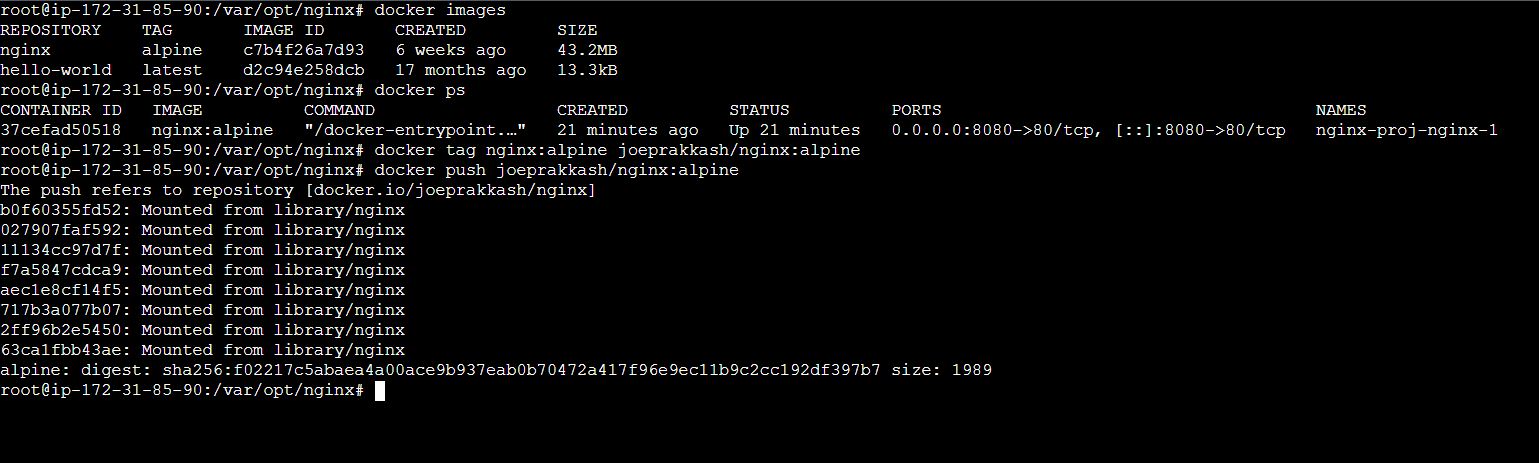 root@ip-172-31-85-90:/var/opt/nginx# docker images
REPOSITORY    TAG       IMAGE ID       CREATED         SIZE
nginx         alpine    c7b4f26a7d93   6 weeks ago     43.2MB
hello-world   latest    d2c94e258dcb   17 months ago   13.3kB
root@ip-172-31-85-90:/var/opt/nginx# docker ps
CONTAINER ID   IMAGE          COMMAND                  CREATED          STATUS          PORTS                                     NAMES
37cefad50518   nginx:alpine   "/docker-entrypoint.…"   21 minutes ago   Up 21 minutes   0.0.0.0:8080->80/tcp, [::]:8080->80/tcp   nginx-proj-nginx-1
root@ip-172-31-85-90:/var/opt/nginx# docker tag nginx:alpine joeprakkash/nginx:alpine
root@ip-172-31-85-90:/var/opt/nginx# docker push joeprakkash/nginx:alpine
The push refers to repository [docker.io/joeprakkash/nginx]
b0f60355fd52: Mounted from library/nginx
027907faf592: Mounted from library/nginx
11134cc97d7f: Mounted from library/nginx
f7a5847cdca9: Mounted from library/nginx
aec1e8cf14f5: Mounted from library/nginx
717b3a077b07: Mounted from library/nginx
2ff96b2e5450: Mounted from library/nginx
63ca1fbb43ae: Mounted from library/nginx
alpine: digest: sha256:f02217c5abaea4a00ace9b937eab0b70472a417f96e9ec11b9c2cc192df397b7 size: 1989
root@ip-172-31-85-90:/var/opt/nginx#